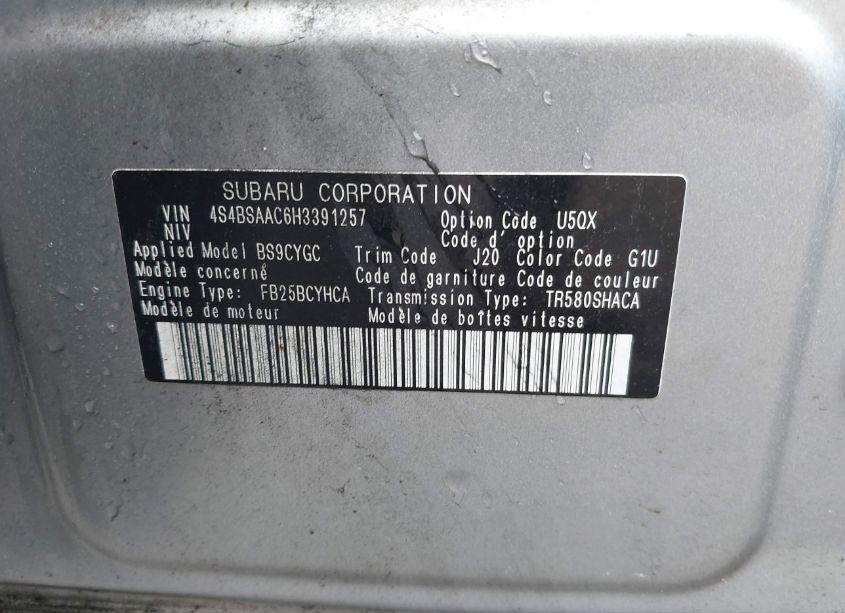 SUBARU CORPORATION
VIN 4S4BSAAC6H3391257 Option Code U5QX
NIV Code d'option
Applied Model BS9CYGC Trim Code J20 Color Code G1U
Modèle concerné Code de garniture Code de couleur
Engine Type: FB25BCYHCA Transmission Type: TR580SHACA
Modèle de moteur Modèle de boîtes vitesse